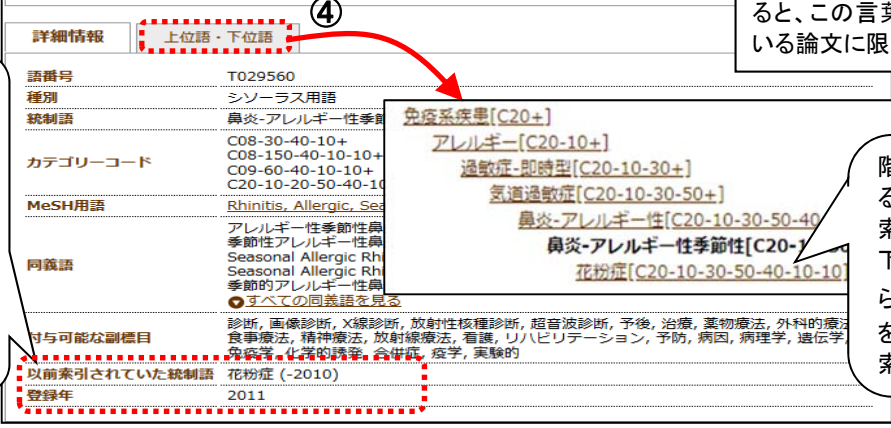 ④
ると、この言葉
いる論文に限
詳細情報 上位語・下位語
語番号 T029560
種別 シソーラス用語
統制語 鼻炎-アレルギー性季節
カテゴリーコード
C08-30-40-10+
C08-150-40-10-10+
C09-60-40-10-10+
C20-10-20-50-40-10
MeSH用語 Rhinitis, Allergic, Sea
同義語
アレルギー性季節性鼻
季節性アレルギー性鼻
Seasonal Allergic Rhi
Seasonal Allergic Rhi
季節的アレルギー性鼻
すべての同義語を見る
付与可能な副標目
診断, 画像診断, X線診断, 放射性核種診断, 超音波診断, 予後, 治療, 薬物療法, 外科的療法
食事療法, 精神療法, 放射線療法, 看護, リハビリテーション, 予防, 病因, 病理学, 遺伝学,
免疫学, 化学的誘発, 合併症, 疫学, 実験的
以前索引されていた統制語 花粉症 (-2010)
登録年 2011
免疫系疾患[C20+]
アレルギー[C20-10+]
過敏症-即時型[C20-10-30+]
気道過敏症[C20-10-30-50+]
鼻炎-アレルギー性[C20-10-30-50-40
鼻炎-アレルギー性季節性[C20-1
花粉症[C20-10-30-50-40-10-10]
階
る
索
下
ら
を
索